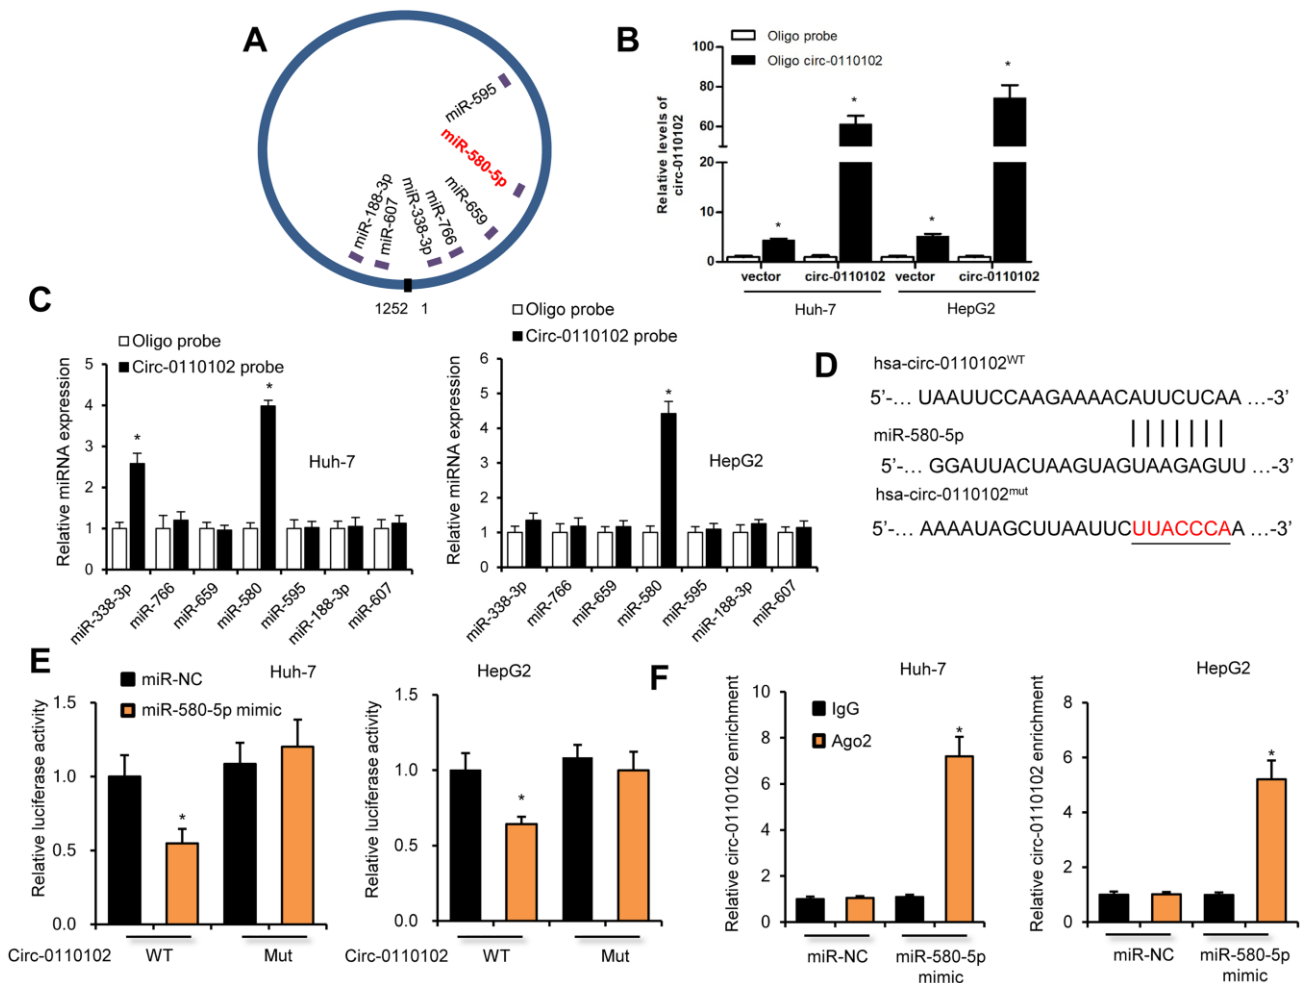 A
miR-595
miR-580-5p
miR-659
miR-766
miR-338-3p
miR-607
miR-188-3p
1252 1
B
Oligo probe
Oligo circ-0110102
Relative levels of
circ-0110102
100
80
60
20
10
0
vector circ-0110102 vector circ-0110102
Huh-7 HepG2
C
Oligo probe
Circ-0110102 probe
Relative miRNA expression
5
4
3
2
1
0
*
*
Huh-7
miR-338-3p
miR-766
miR-659
miR-580
miR-595
miR-188-3p
miR-607
Oligo probe
Circ-0110102 probe
Relative miRNA expression
6
5
4
3
2
1
0
*
HepG2
miR-338-3p
miR-766
miR-659
miR-580
miR-595
miR-188-3p
miR-607
D
hsa-circ-0110102WT
5’-... UAAUUCCAAGAAAACAUUCUCAA ...-3’
miR-580-5p
5’-... GGAUUACUAAGUAGUAAGAGUU ...-3’
hsa-circ-0110102mut
5’-... AAAAUAGCUUAAUUCUUACCCAA ...-3’
E
miR-NC
miR-580-5p mimic
Huh-7
Relative luciferase activity
1.5
1.0
0.5
0.0
*
Circ-0110102 WT Mut
HepG2
Relative luciferase activity
1.5
1.0
0.5
0.0
*
Circ-0110102 WT Mut
F
Huh-7
IgG
Ago2
Relative circ-0110102 enrichment
10
8
6
4
2
0
*
miR-NC miR-580-5p
mimic
HepG2
Relative circ-0110102 enrichment
8
6
4
2
0
*
miR-NC miR-580-5p
mimic